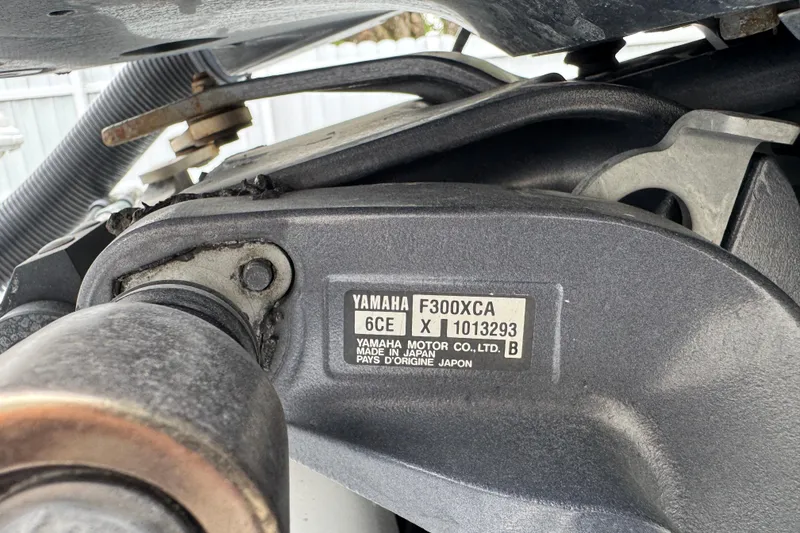 YAMAHA F300XCA
6CE X 1013293
YAMAHA MOTOR CO.,LTD. B
MADE IN JAPAN
PAYS D'ORIGINE JAPON